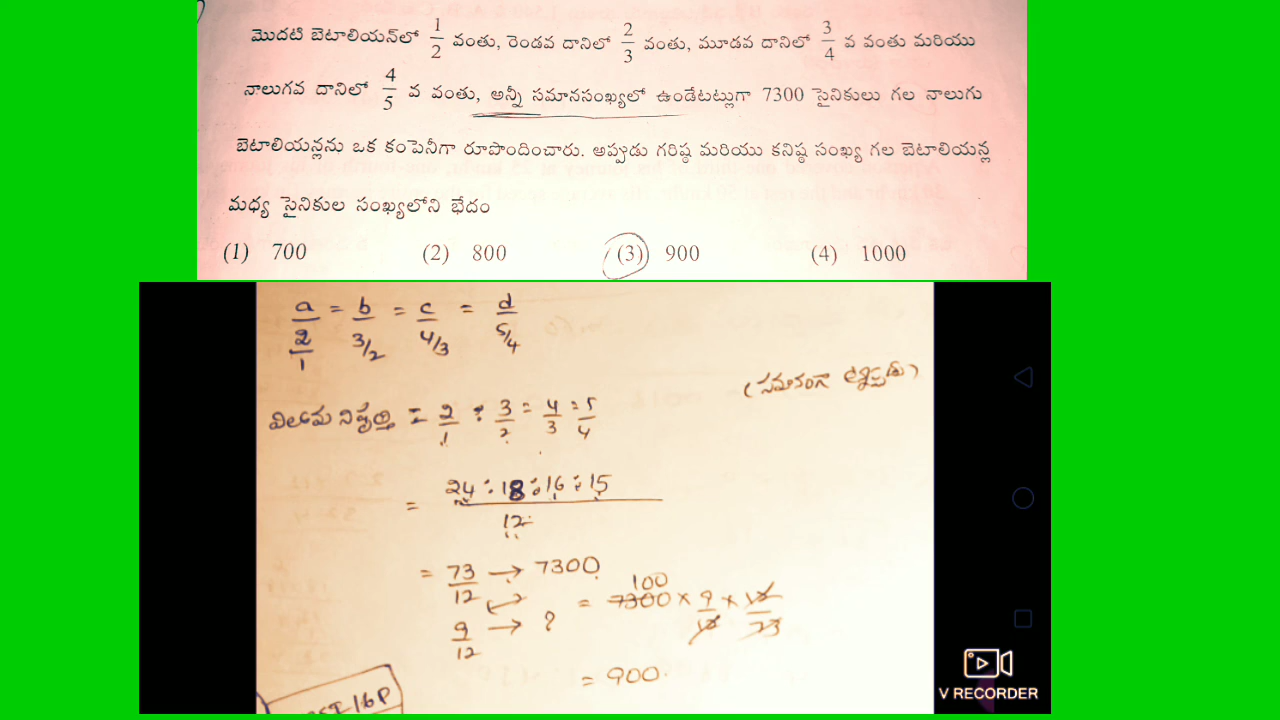 మొదటి బెటాలియన్‌లో 1/2 వంతు, రెండవ దానిలో 2/3 వంతు, మూడవ దానిలో 3/4 వ వంతు మరియు
నాలుగవ దానిలో 4/5 వ వంతు, అన్నీ సమానసంఖ్యలో ఉండేటట్లుగా 7300 సైనికులు గల నాలుగు
బెటాలియన్లను ఒక కంపెనీగా రూపొందించారు. అప్పుడు గరిష్ఠ మరియు కనిష్ఠ సంఖ్య గల బెటాలియన్ల
మధ్య సైనికుల సంఖ్యలోని భేదం
(1) 700 (2) 800 (3) 900 (4) 1000
a/(2/1) = b/(3/2) = c/(4/3) = d/(5/4)
(సమానంగా)
విలోమ నిష్పత్తి = 2/1 : 3/2 = 4/3 : 5/4
= 24 : 18 : 16 : 15 / 12
= 73/12 → 7300
9/12 → ? = 7300 100 × 9/12 × 12/73
= 900.
16P
V RECORDER